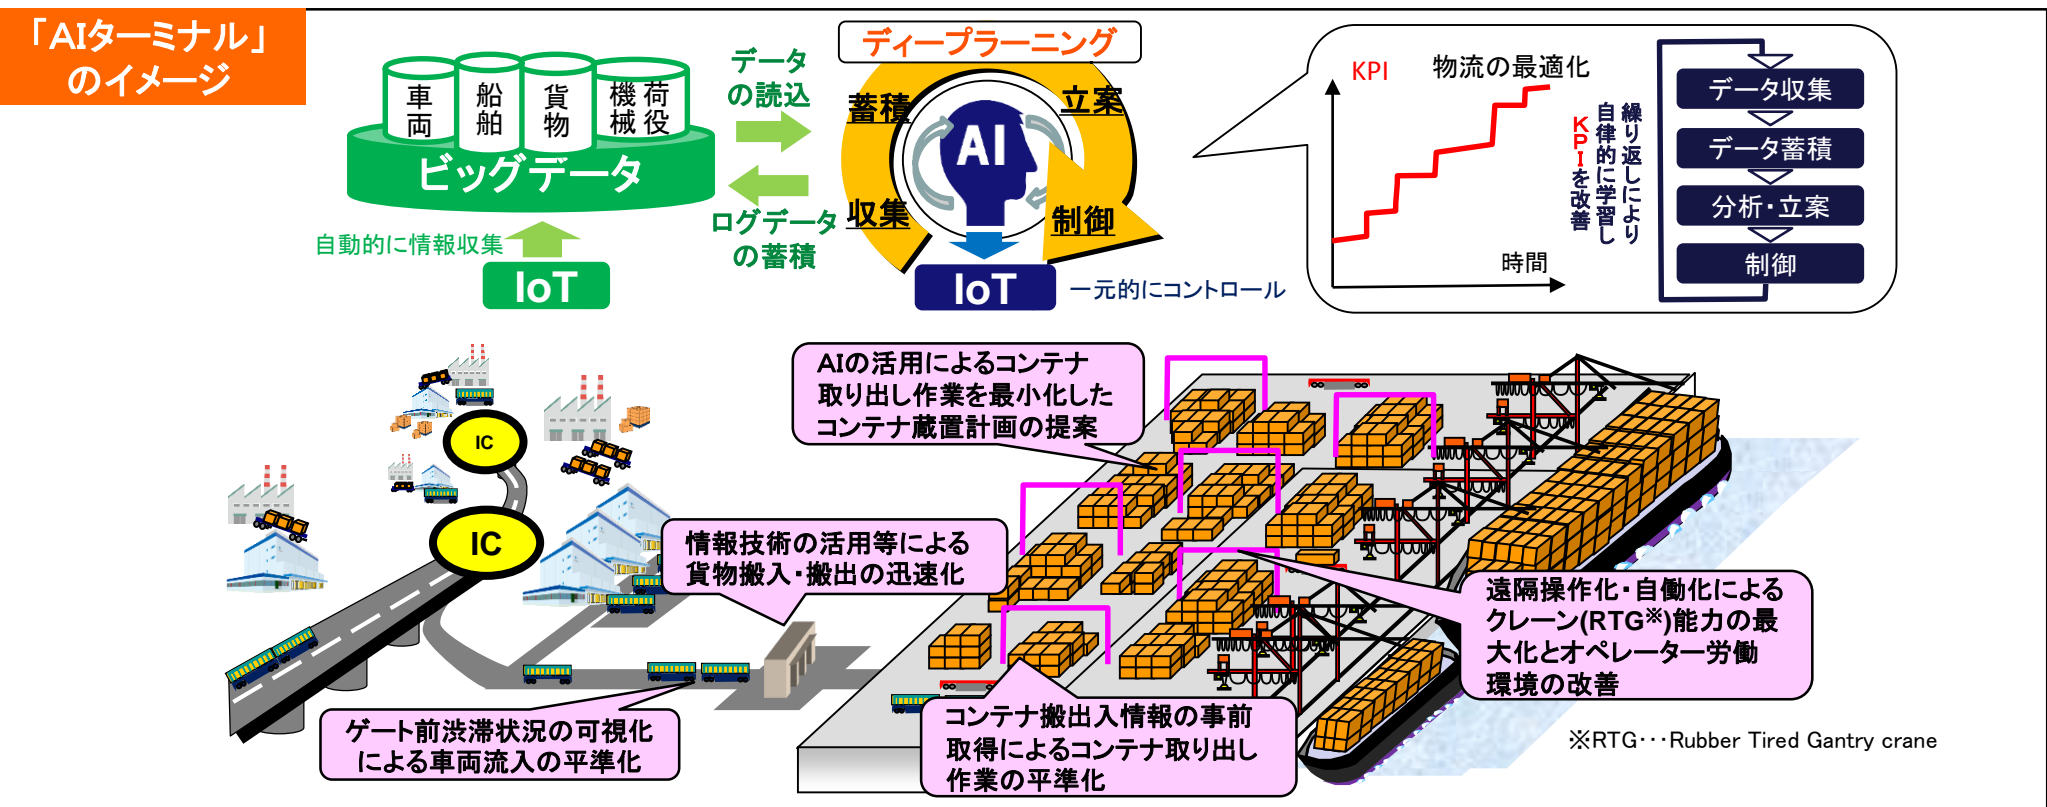 「AIターミナル」
のイメージ
車両
船舶
貨物
荷役
機械
ビッグデータ
自動的に情報収集
IoT
データ
の読込
ログデータ
の蓄積
ディープラーニング
蓄積
立案
AI
収集
制御
IoT
一元的にコントロール
KPI
物流の最適化
時間
繰り返しにより
自律的に学習し
KPIを改善
データ収集
データ蓄積
分析・立案
制御
AIの活用によるコンテナ
取り出し作業を最小化した
コンテナ蔵置計画の提案
IC
IC
情報技術の活用等による
貨物搬入・搬出の迅速化
遠隔操作化・自働化による
クレーン(RTG※)能力の最
大化とオペレーター労働
環境の改善
ゲート前渋滞状況の可視化
による車両流入の平準化
コンテナ搬出入情報の事前
取得によるコンテナ取り出し
作業の平準化
※RTG・・・Rubber Tired Gantry crane